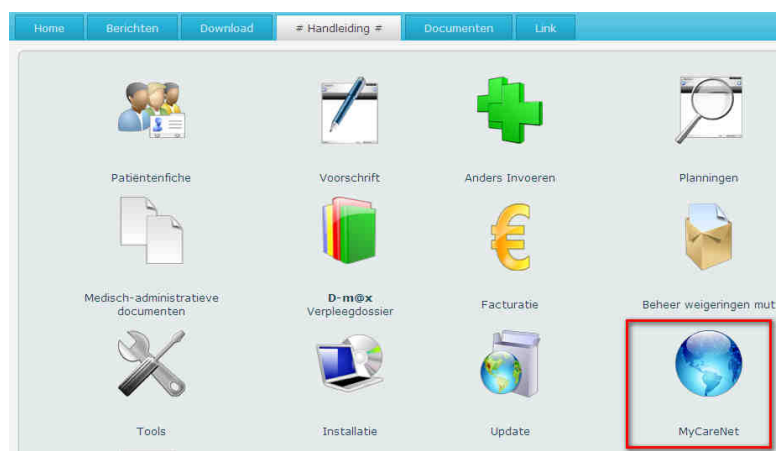 Home Berichten Download # Handleiding # Documenten Link
Patiëntenfiche Voorschrift Anders Invoeren Planningen
Medisch-administratieve documenten
D-m@x Verpleegdossier
Facturatie
Beheer weigeringen mut
Tools Installatie Update MyCareNet